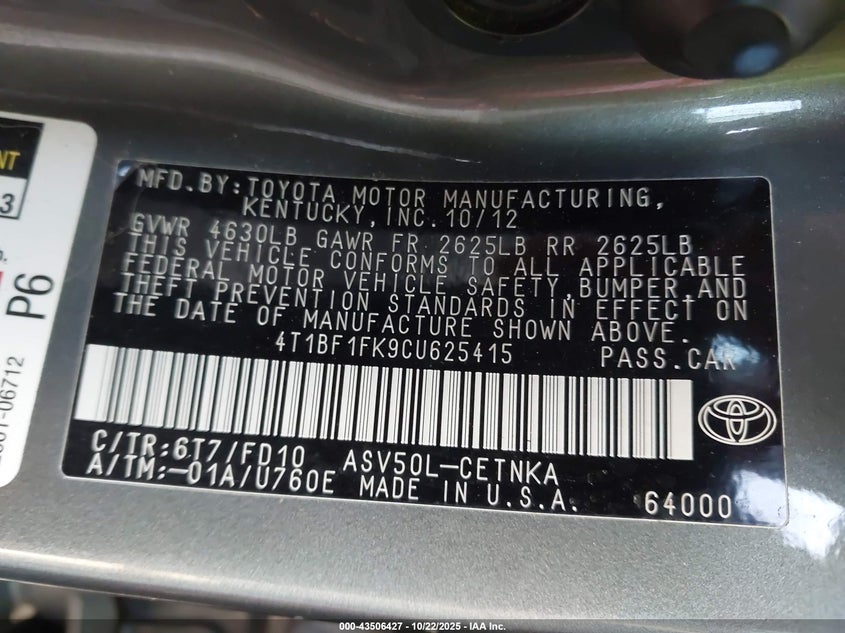 NT
3
P6
06712
MFD.BY:TOYOTA MOTOR MANUFACTURING,
KENTUCKY,INC.10/12
GVWR 4630LB GAWR FR 2625LB RR 2625LB
THIS VEHICLE CONFORMS TO ALL APPLICABLE
FEDERAL MOTOR VEHICLE SAFETY,BUMPER,AND
THEFT PREVENTION STANDARDS IN EFFECT ON
THE DATE OF MANUFACTURE SHOWN ABOVE.
4T1BF1FK9CU625415 PASS.CAR
C/TR:6T7/FD10 ASV50L-CETNKA
A/TM:-01A/U760E MADE IN U.S.A. 64000
000-43506427 - 10/22/2025 - IAA Inc.